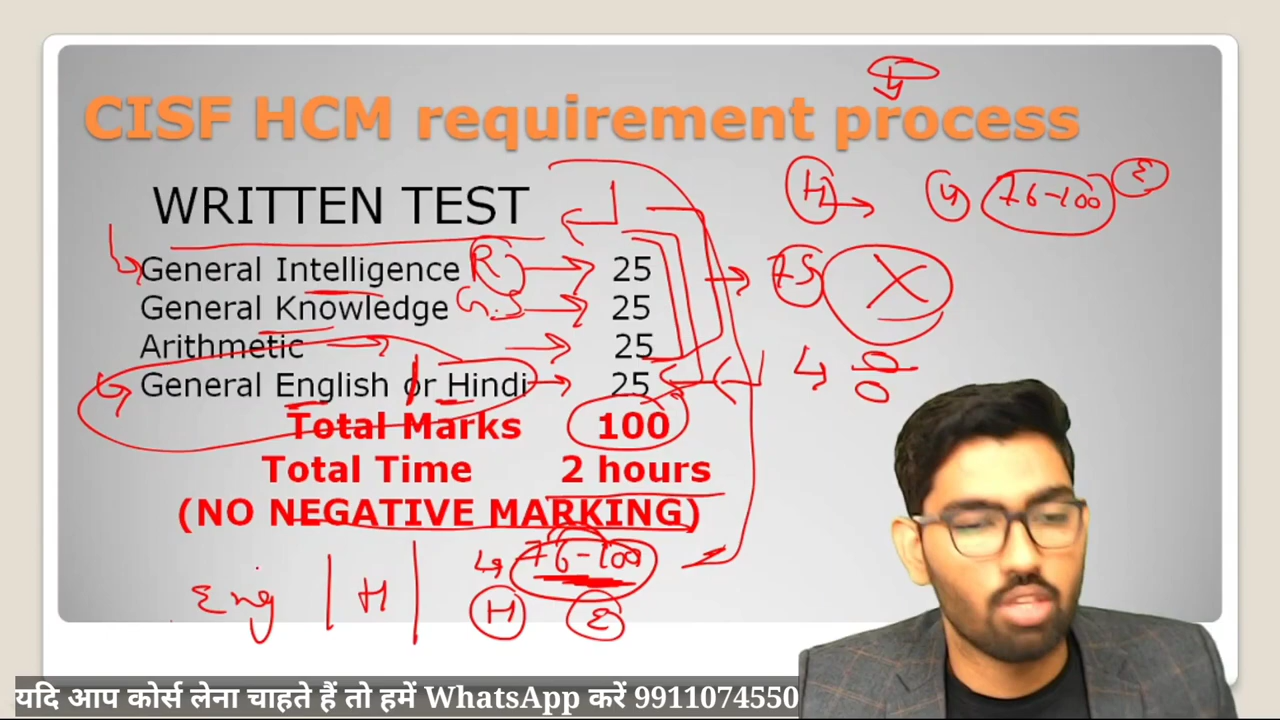 CISF HCM requirement process
WRITTEN TEST
H 76-100 E
General Intelligence R 25 75 X
General Knowledge G.S 25
Arithmetic 25
General English or Hindi 25
Total Marks 100
Total Time 2 hours
(NO NEGATIVE MARKING)
76-100
Eng | H | H E
यदि आप कोर्स लेना चाहते हैं तो हमें WhatsApp करें 9911074550